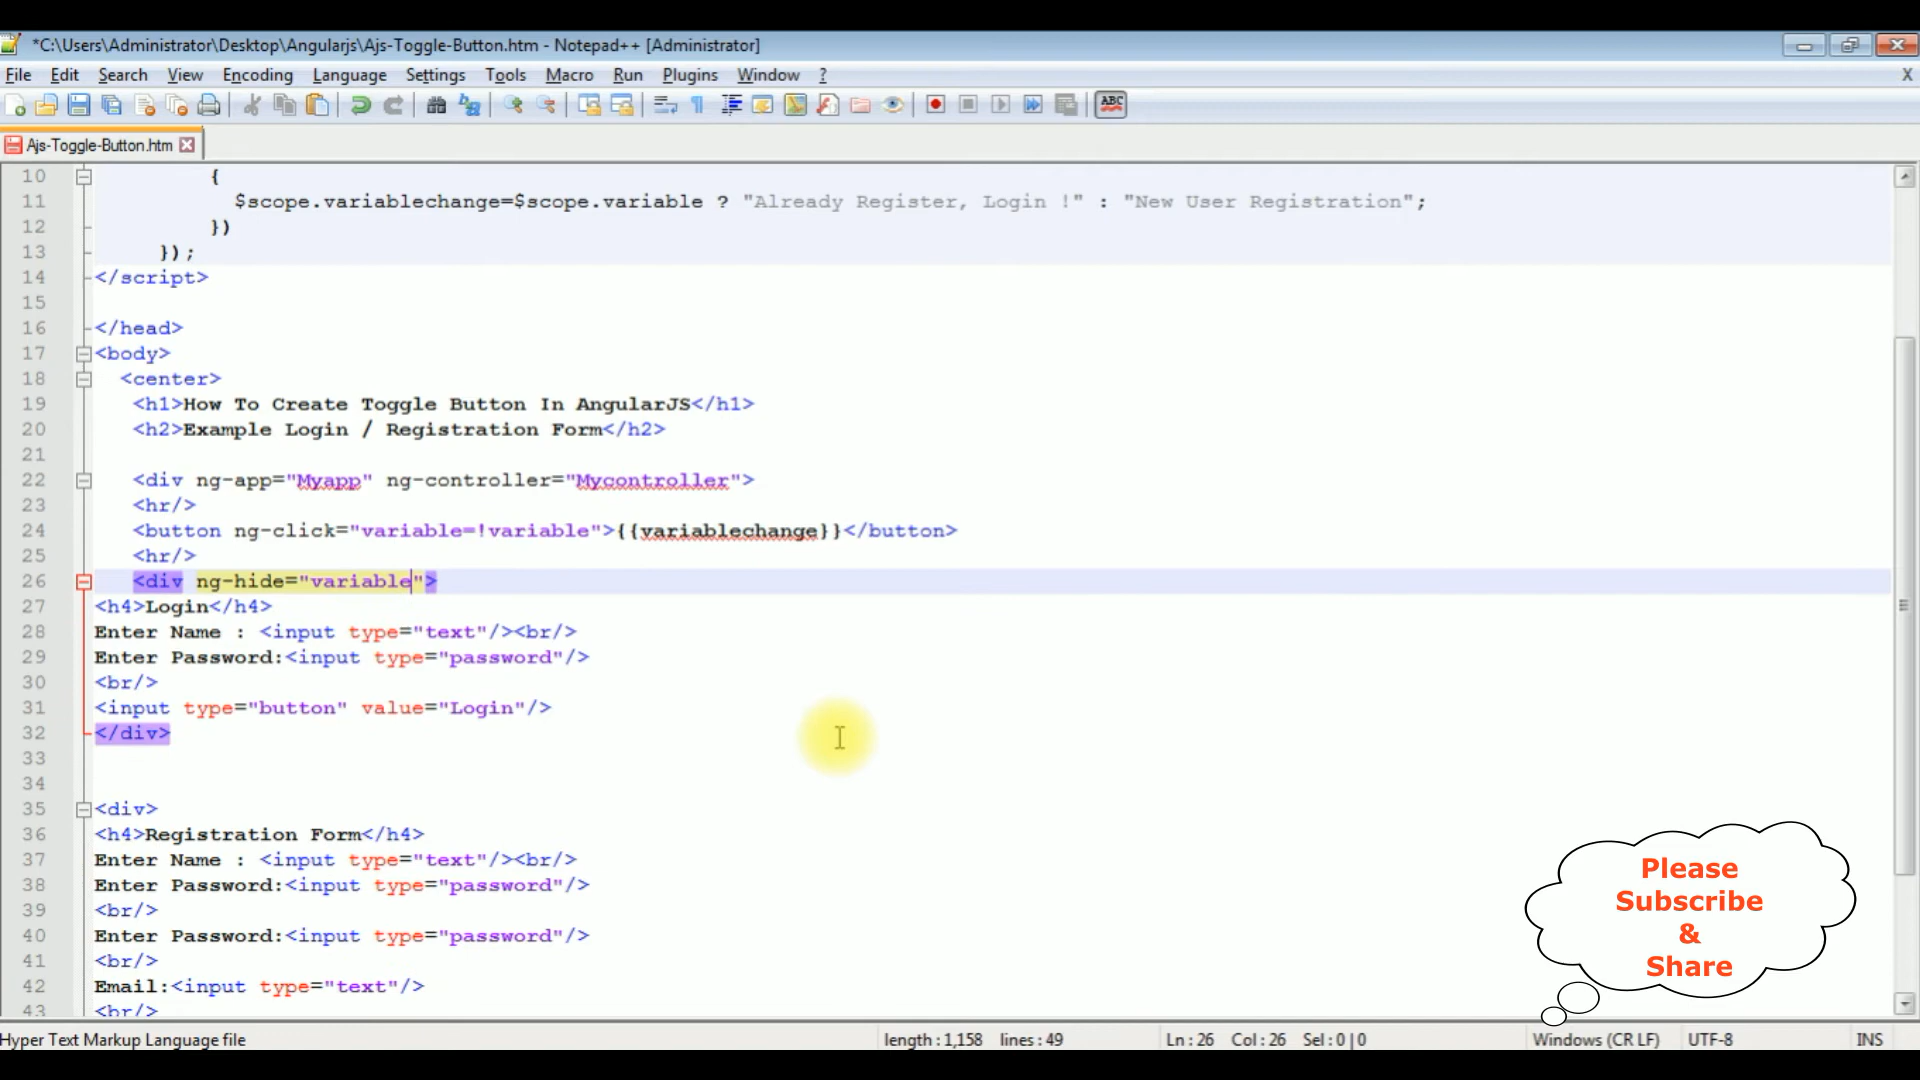 *C:\Users\Administrator\Desktop\Angularjs\Ajs-Toggle-Button.htm - Notepad++ [Administrator]
File Edit Search View Encoding Language Settings Tools Macro Run Plugins Window ? X
ABC
Ajs-Toggle-Button.htm
10 {
11 $scope.variablechange=$scope.variable ? "Already Register, Login !" : "New User Registration";
12 })
13 });
14 </script>
15
16 </head>
17 <body>
18 <center>
19 <h1>How To Create Toggle Button In AngularJS</h1>
20 <h2>Example Login / Registration Form</h2>
21
22 <div ng-app="Myapp" ng-controller="Mycontroller">
23 <hr/>
24 <button ng-click="variable=!variable">{{variablechange}}</button>
25 <hr/>
26 <div ng-hide="variable">
27 <h4>Login</h4>
28 Enter Name : <input type="text"/><br/>
29 Enter Password:<input type="password"/>
30 <br/>
31 <input type="button" value="Login"/>
32 </div>
33
34
35 <div>
36 <h4>Registration Form</h4>
37 Enter Name : <input type="text"/><br/>
38 Enter Password:<input type="password"/>
39 <br/>
40 Enter Password:<input type="password"/>
41 <br/>
42 Email:<input type="text"/>
43 <br/>
Please
Subscribe
&
Share
Hyper Text Markup Language file length : 1,158 lines : 49 Ln : 26 Col : 26 Sel : 0 | 0 Windows (CR LF) UTF-8 INS